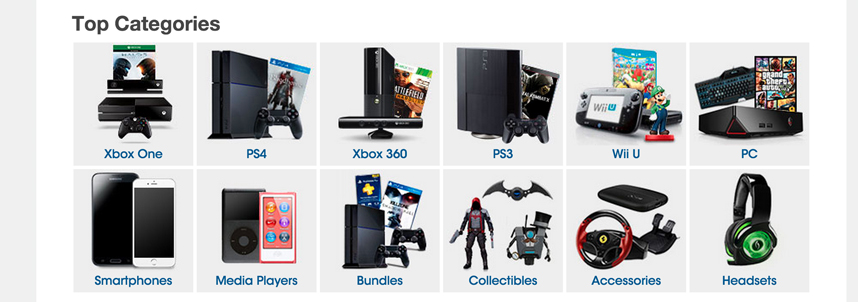 Top Categories
Xbox One
PS4
Xbox 360
PS3
Wii U
PC
Smartphones
Media Players
Bundles
Collectibles
Accessories
Headsets